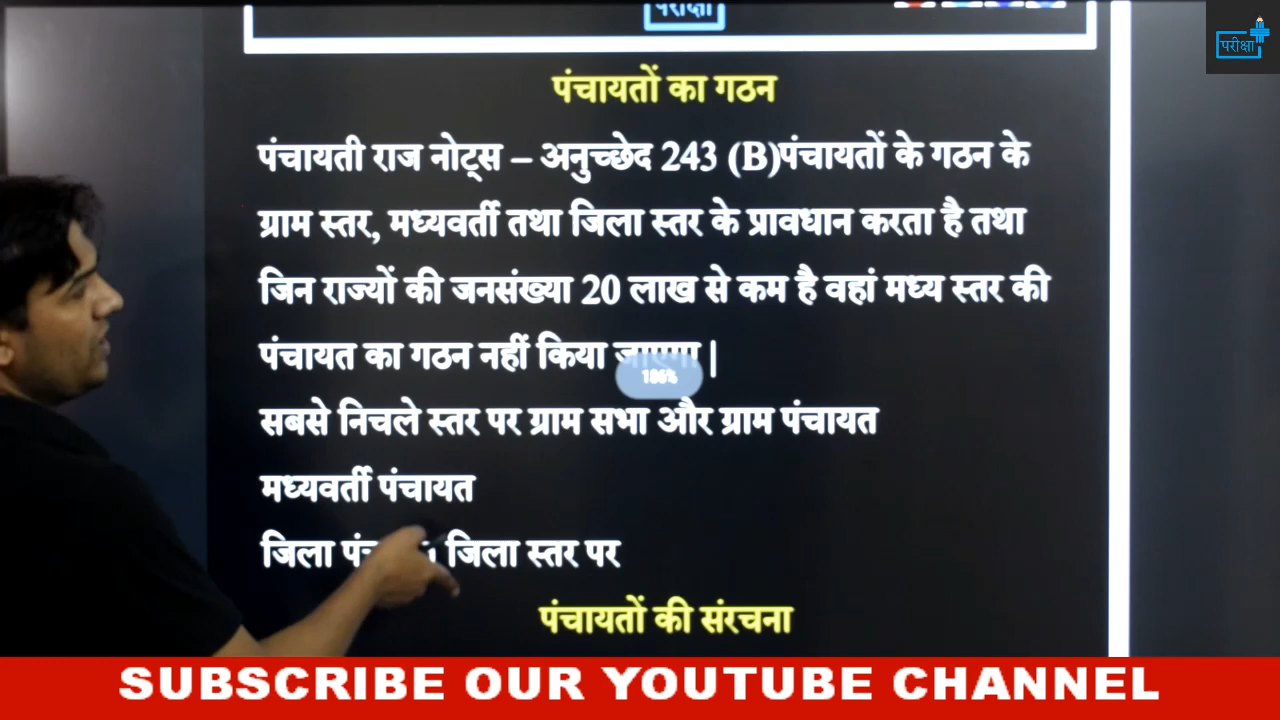 परीक्षा
परीक्षा
पंचायतों का गठन
पंचायती राज नोट्स – अनुच्छेद 243 (B)पंचायतों के गठन के
ग्राम स्तर, मध्यवर्ती तथा जिला स्तर के प्रावधान करता है तथा
जिन राज्यों की जनसंख्या 20 लाख से कम है वहां मध्य स्तर की
पंचायत का गठन नहीं किया जाएगा |
106%
सबसे निचले स्तर पर ग्राम सभा और ग्राम पंचायत
मध्यवर्ती पंचायत
जिला जिला स्तर पर
पंचायतों की संरचना
SUBSCRIBE OUR YOUTUBE CHANNEL